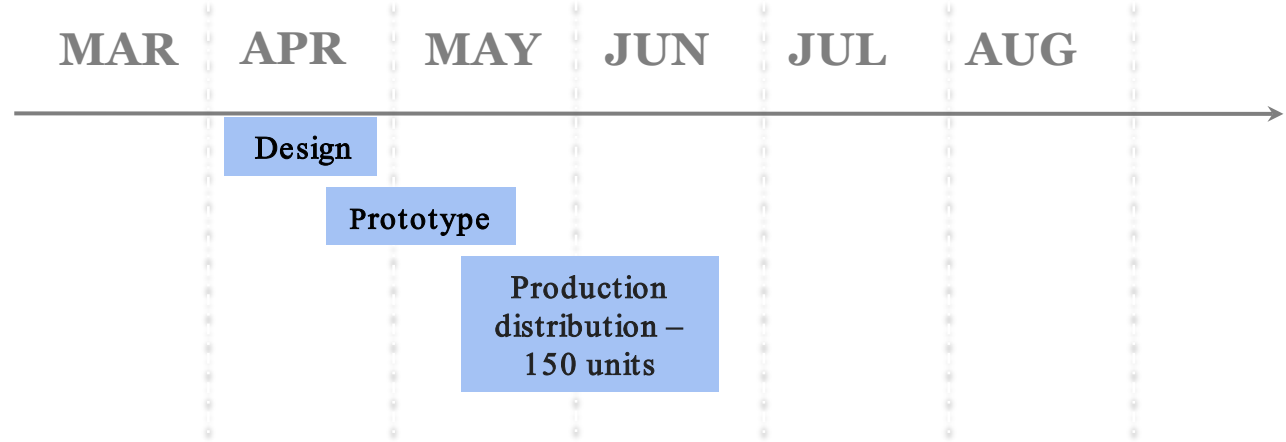 MAR APR MAY JUN JUL AUG
Design
Prototype
Production
distribution –
150 units